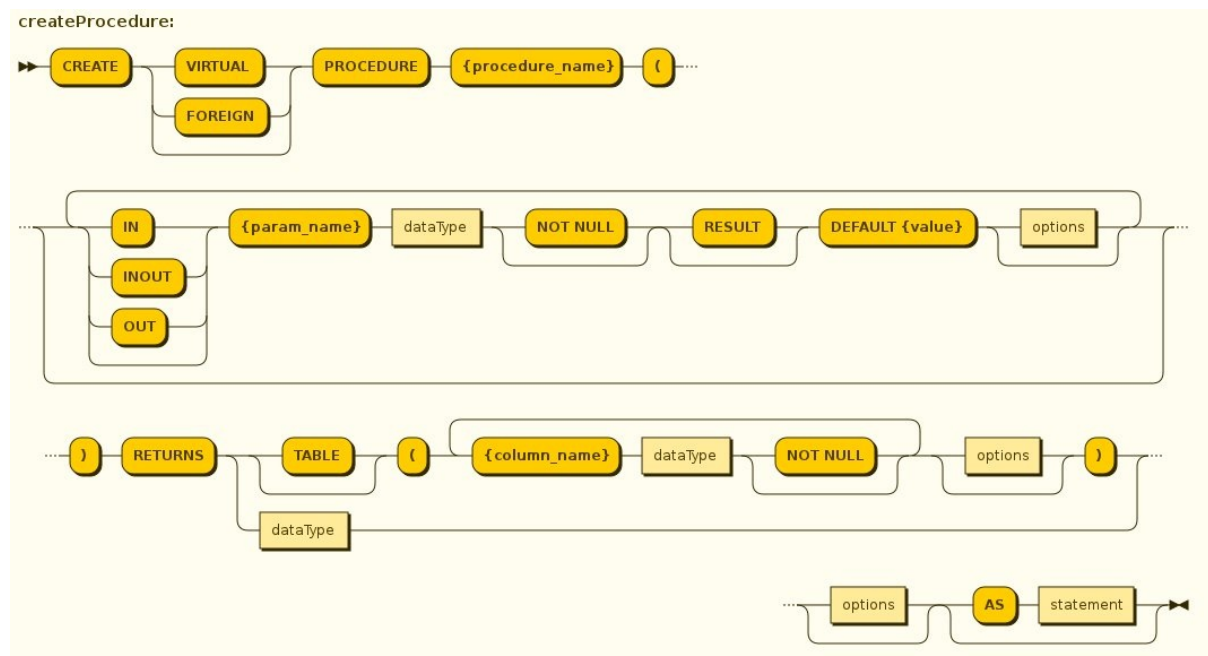 createProcedure:
CREATE VIRTUAL PROCEDURE {procedure_name} (
FOREIGN
IN {param_name} dataType NOT NULL RESULT DEFAULT {value} options
INOUT
OUT
) RETURNS TABLE ( {column_name} dataType NOT NULL options )
dataType
options AS statement